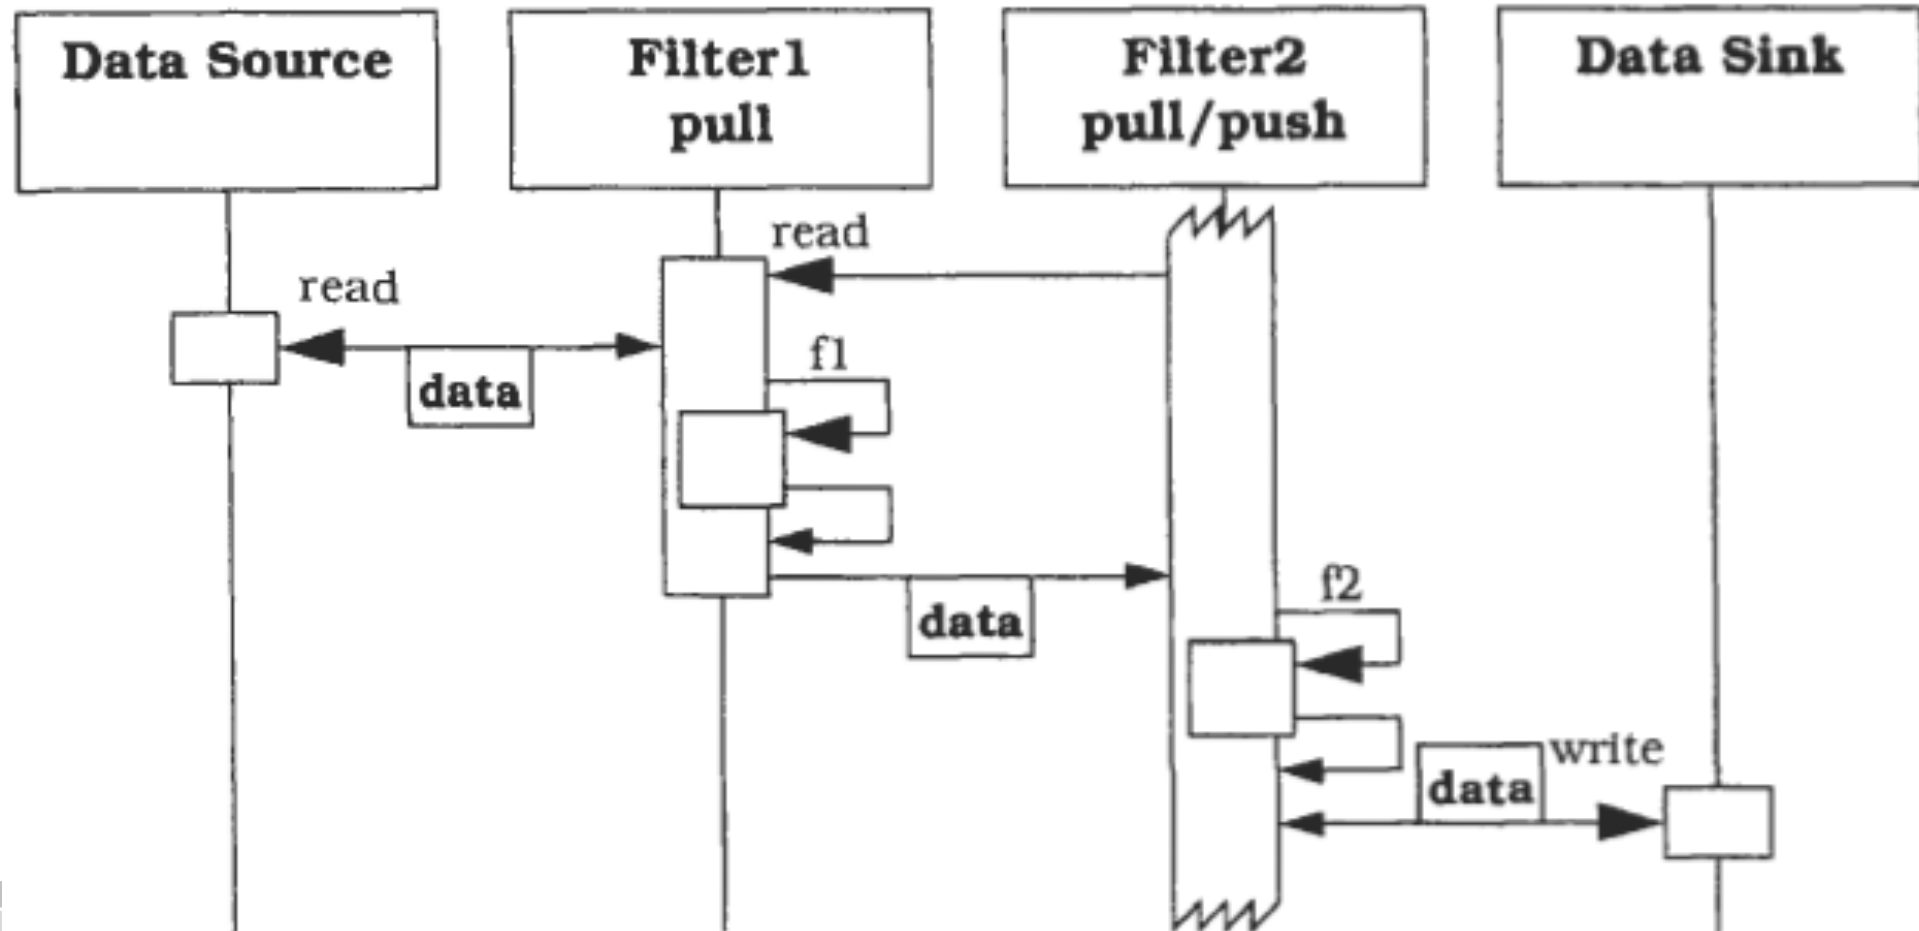 Data Source
Filter1
pull
Filter2
pull/push
Data Sink
read
read
data
f1
data
f2
write
data